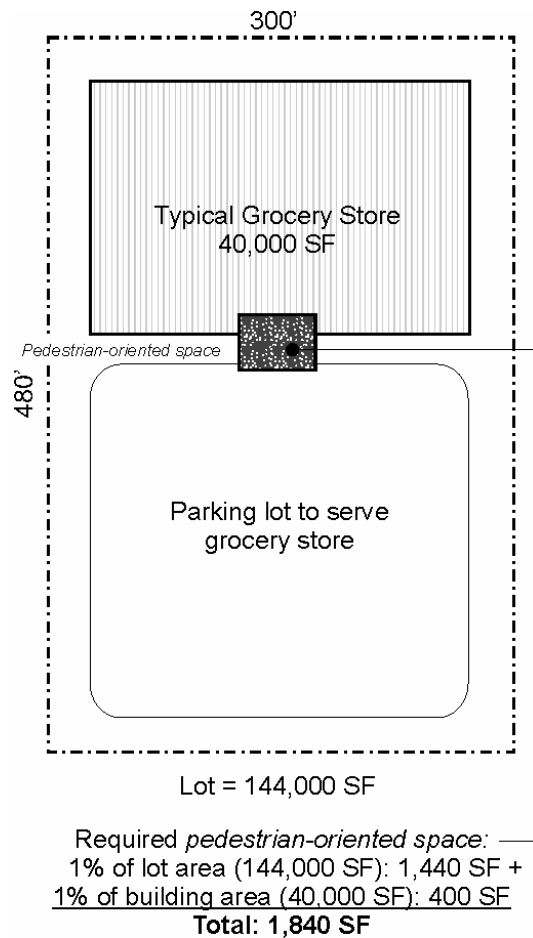 300'
Typical Grocery Store
40,000 SF
Pedestrian-oriented space
480'
Parking lot to serve
grocery store
Lot = 144,000 SF
Required pedestrian-oriented space:
1% of lot area (144,000 SF): 1,440 SF +
1% of building area (40,000 SF): 400 SF
Total: 1,840 SF